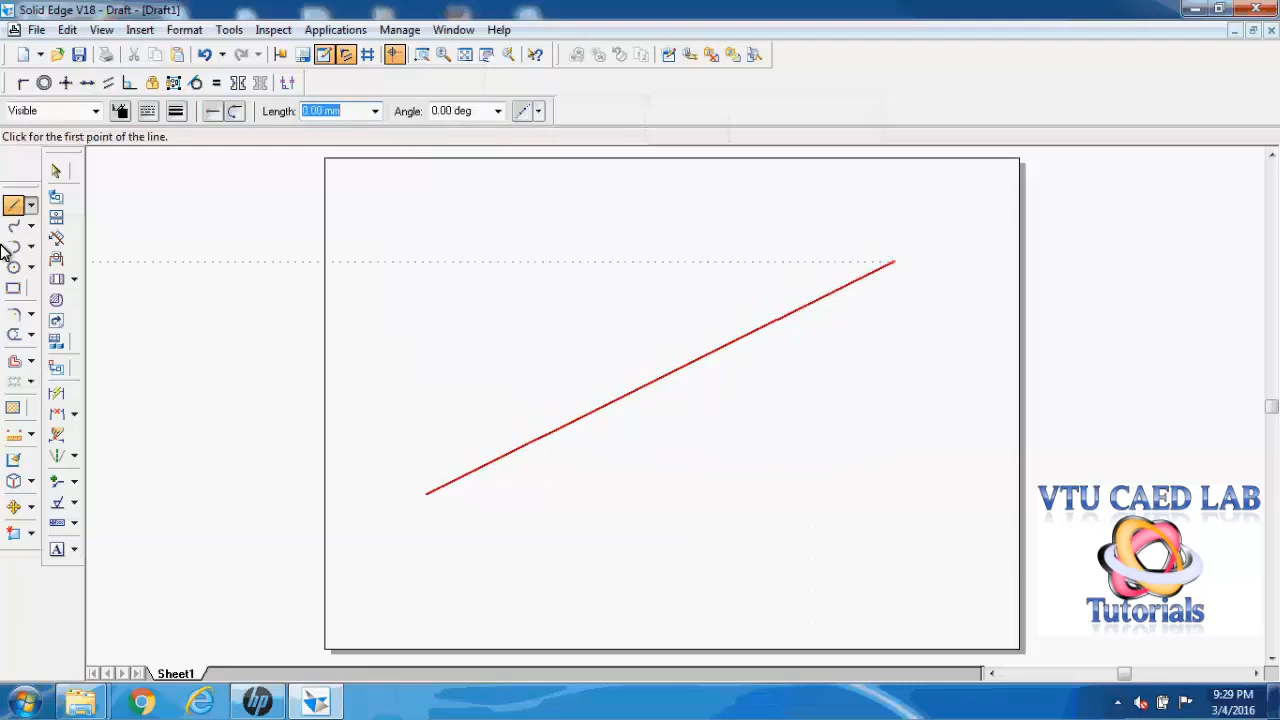 Solid Edge V18 - Draft - [Draft1]
File Edit View Insert Format Tools Inspect Applications Manage Window Help
Visible Length: 0.00 mm Angle: 0.00 deg
Click for the first point of the line.
A
VTU CAED LAB
Tutorials
Sheet1
hp
9:29 PM
3/4/2016